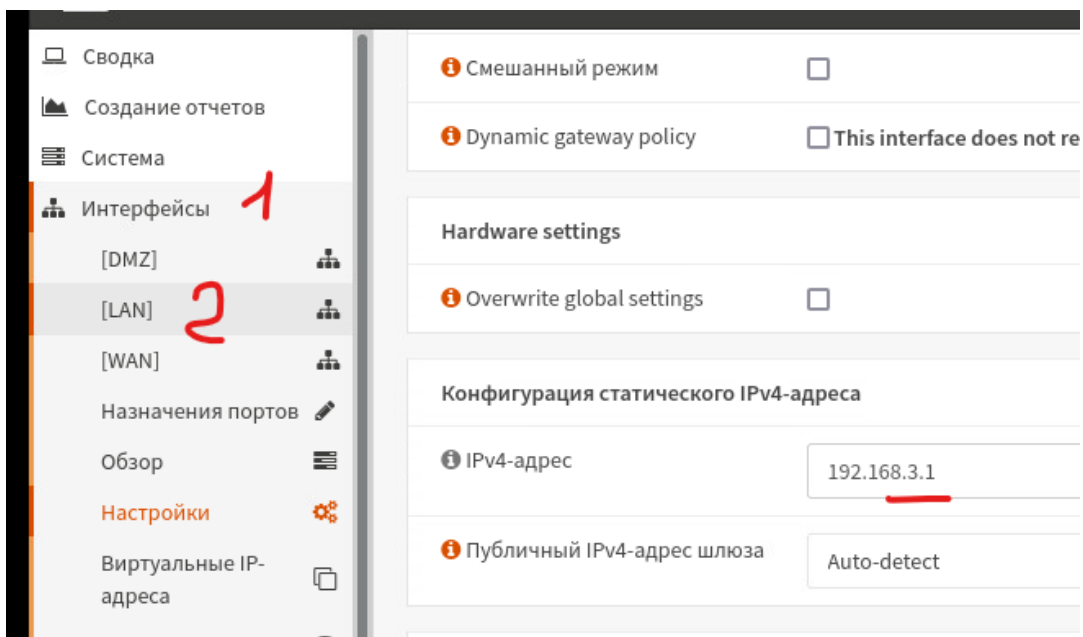 Сводка
Создание отчетов
Система
Интерфейсы 1
[DMZ]
[LAN] 2
[WAN]
Назначения портов
Обзор
Настройки
Виртуальные IP-
адреса
Смешанный режим
Dynamic gateway policy This interface does not re
Hardware settings
Overwrite global settings
Конфигурация статического IPv4-адреса
IPv4-адрес 192.168.3.1
Публичный IPv4-адрес шлюза Auto-detect